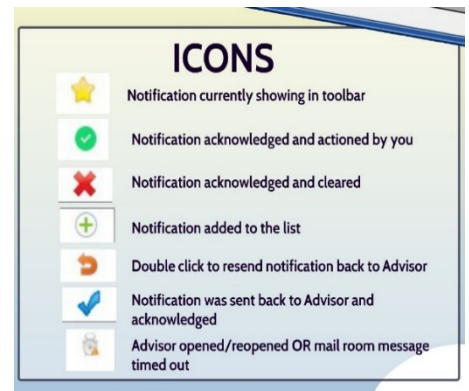 ICONS
Notification currently showing in toolbar
Notification acknowledged and actioned by you
Notification acknowledged and cleared
Notification added to the list
Double click to resend notification back to Advisor
Notification was sent back to Advisor and
acknowledged
Advisor opened/reopened OR mail room message
timed out